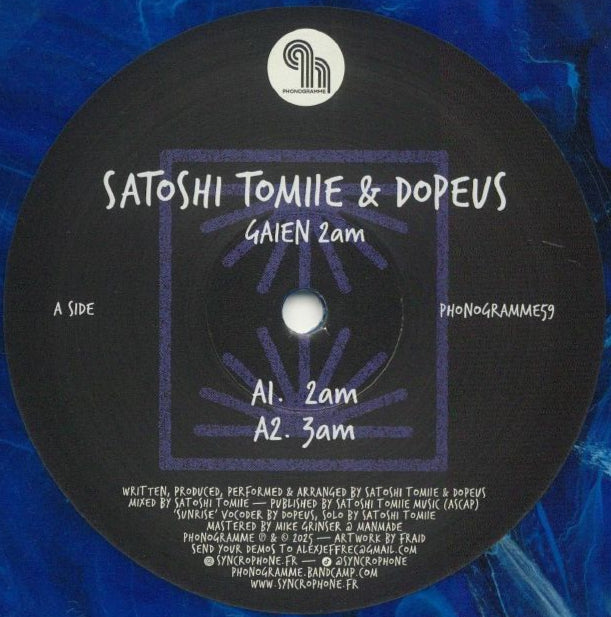 PHONOGRAMME
SATOSHI TOMIIE & DOPEUS
GAIEN 2am
A SIDE
PHONOGRAMME59
A1. 2am
A2. 3am
WRITTEN, PRODUCED, PERFORMED & ARRANGED BY SATOSHI TOMIIE & DOPEUS
MIXED BY SATOSHI TOMIIE — PUBLISHED BY SATOSHI TOMIIE MUSIC (ASCAP)
'SUNRISE' VOCODER BY DOPEUS, SOLO BY SATOSHI TOMIIE
MASTERED BY MIKE GRINSER @ MANMADE
PHONOGRAMME ℗ & © 2025 — ARTWORK BY FRAID
SEND YOUR DEMOS TO ALEXJEFFREC@GMAIL.COM
@SYNCROPHONE.FR — @SYNCROPHONE
PHONOGRAMME.BANDCAMP.COM
WWW.SYNCROPHONE.FR